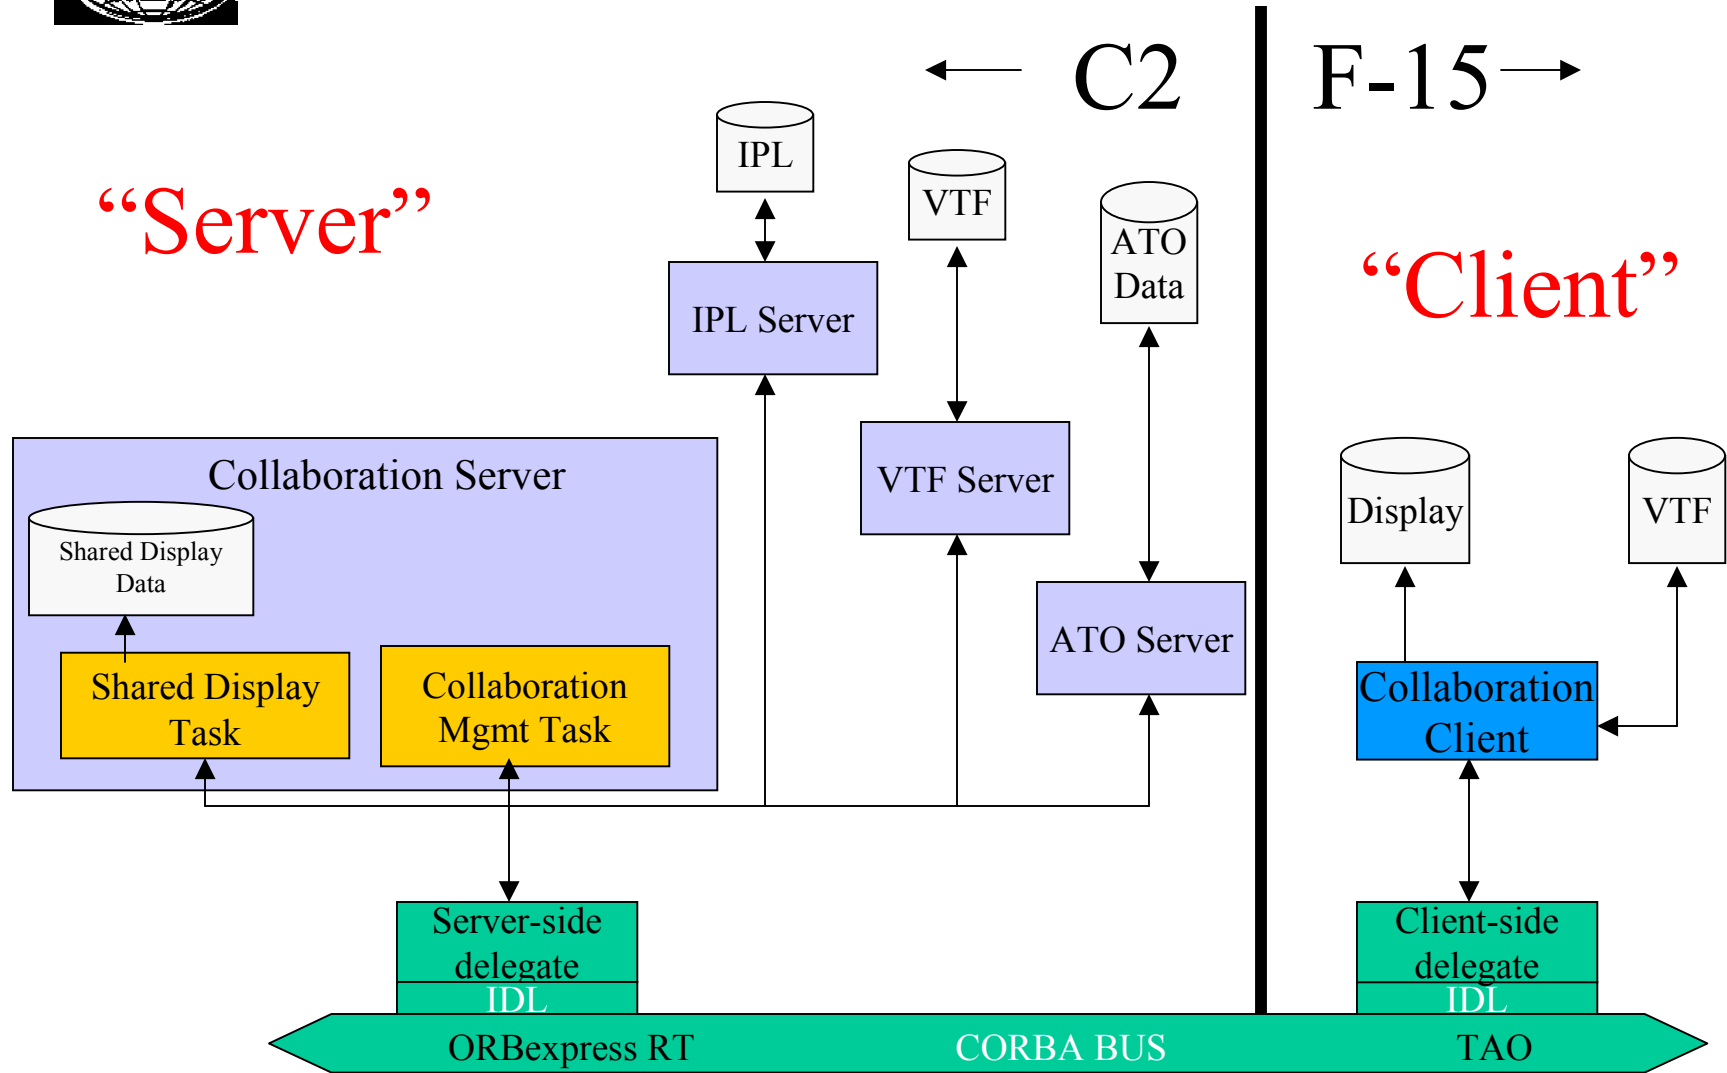 C2
F-15
"Server"
"Client"
IPL
VTF
ATO
Data
IPL Server
VTF Server
ATO Server
Collaboration Server
Shared Display
Data
Shared Display
Task
Collaboration
Mgmt Task
Display
VTF
Collaboration
Client
Server-side
delegate
IDL
Client-side
delegate
IDL
ORBexpress RT
CORBA BUS
TAO